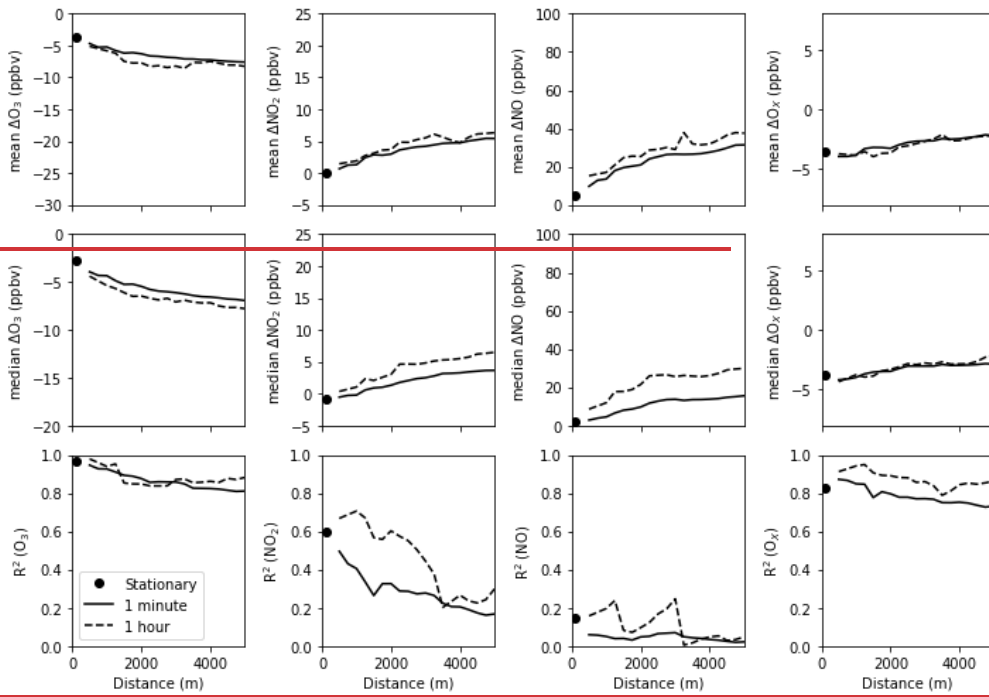 mean ΔO₃ (ppbv)
0
−5
−10
−15
−20
−25
−30
mean ΔNO₂ (ppbv)
25
20
15
10
5
0
−5
mean ΔNO (ppbv)
100
80
60
40
20
0
mean ΔOₓ (ppbv)
5
0
−5
median ΔO₃ (ppbv)
0
−5
−10
−15
−20
median ΔNO₂ (ppbv)
25
20
15
10
5
0
−5
median ΔNO (ppbv)
100
80
60
40
20
0
median ΔOₓ (ppbv)
5
0
−5
R² (O₃)
1.0
0.8
0.6
0.4
0.2
0.0
Stationary
1 minute
1 hour
0 2000 4000
Distance (m)
R² (NO₂)
1.0
0.8
0.6
0.4
0.2
0.0
0 2000 4000
Distance (m)
R² (NO)
1.0
0.8
0.6
0.4
0.2
0.0
0 2000 4000
Distance (m)
R² (Oₓ)
1.0
0.8
0.6
0.4
0.2
0.0
0 2000 4000
Distance (m)